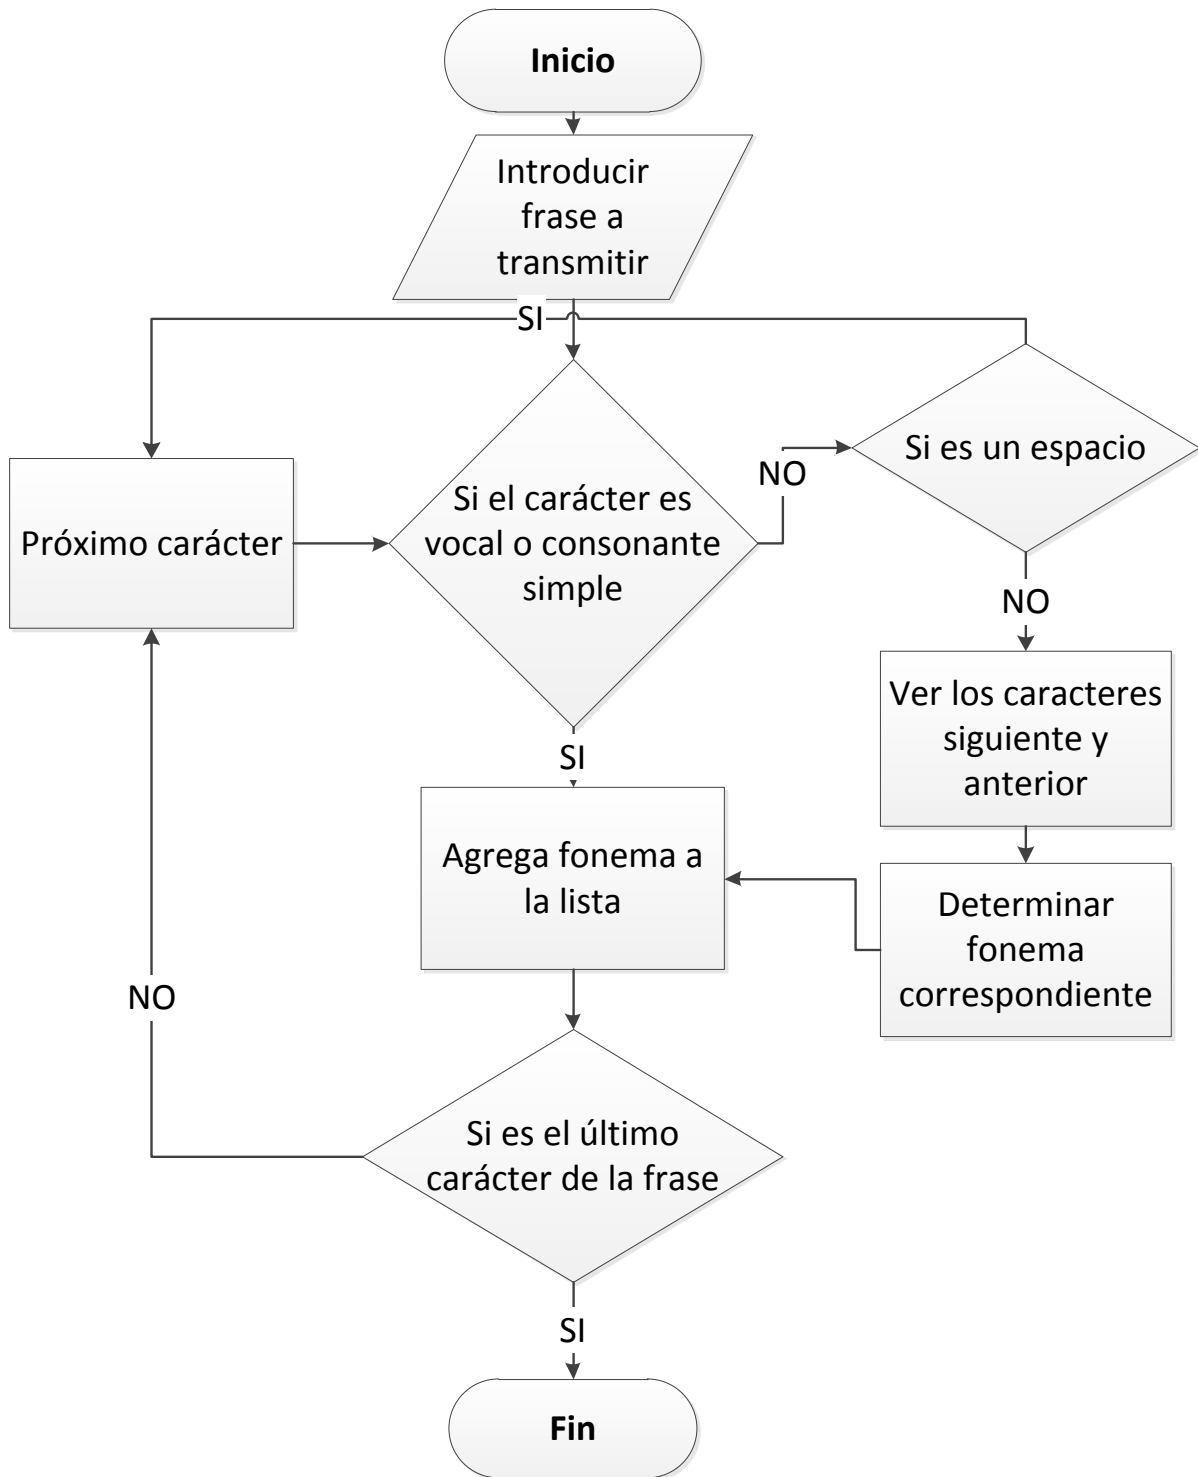 Inicio
Introducir
frase a
transmitir
SI
Si es un espacio
NO
Si el carácter es
vocal o consonante
simple
Próximo carácter
NO
Ver los caracteres
siguiente y
anterior
SI
Agrega fonema a
la lista
Determinar
fonema
correspondiente
NO
Si es el último
carácter de la frase
SI
Fin